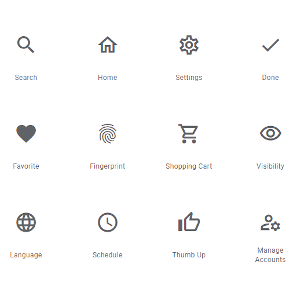 Search
Home
Settings
Done
Favorite
Fingerprint
Shopping Cart
Visibility
Language
Schedule
Thumb Up
Manage
Accounts